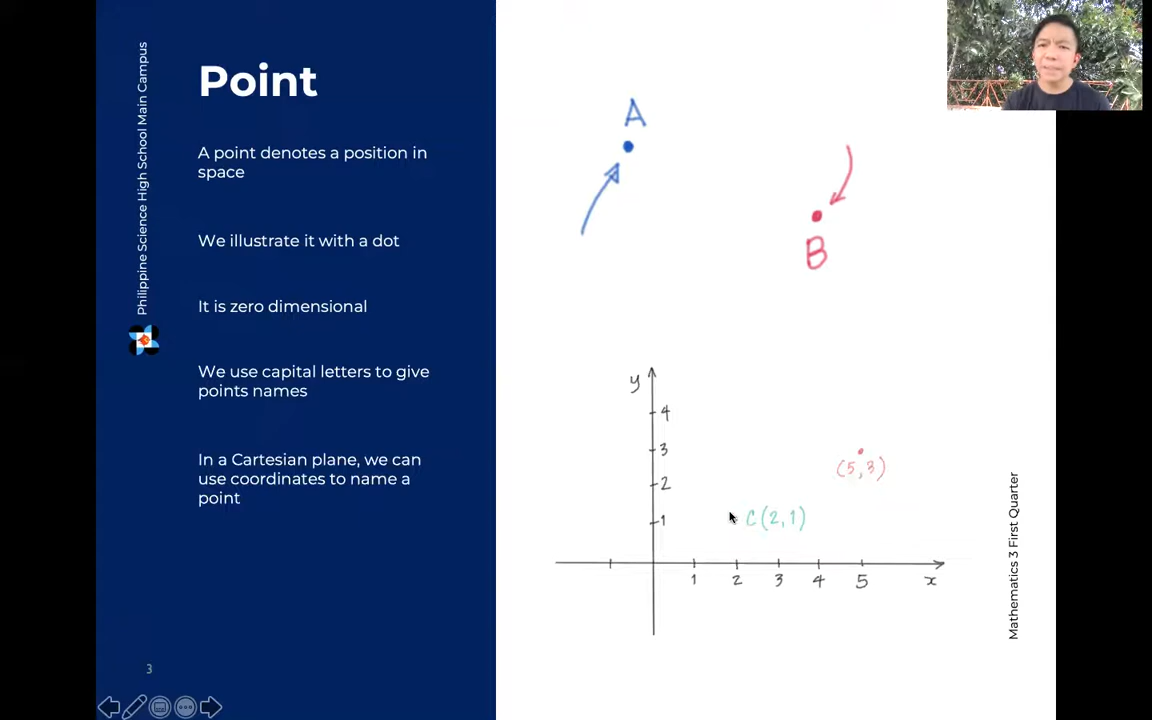 Philippine Science High School Main Campus
Point
A point denotes a position in
space
We illustrate it with a dot
It is zero dimensional
We use capital letters to give
points names
In a Cartesian plane, we can
use coordinates to name a
point
3
A
B
y
4
3
2
1
(5,3)
C(2,1)
1 2 3 4 5 x
Mathematics 3 First Quarter